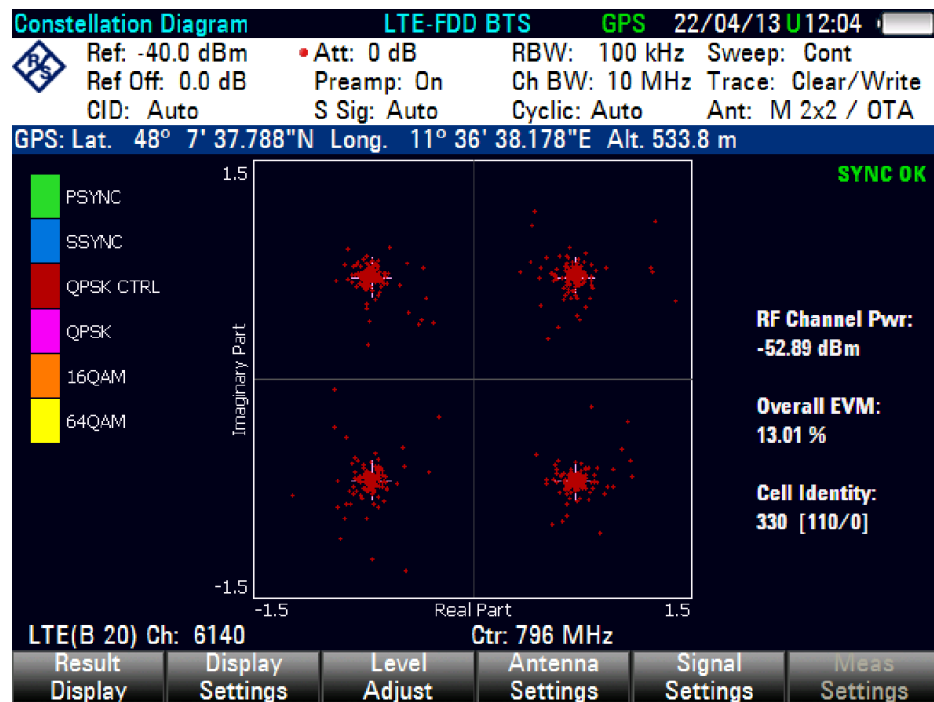 Constellation Diagram LTE-FDD BTS GPS 22/04/13 U 12:04
R&S
Ref: -40.0 dBm Att: 0 dB RBW: 100 kHz Sweep: Cont
Ref Off: 0.0 dB Preamp: On Ch BW: 10 MHz Trace: Clear/Write
CID: Auto S Sig: Auto Cyclic: Auto Ant: M 2x2 / OTA
GPS: Lat. 48° 7' 37.788"N Long. 11° 36' 38.178"E Alt. 533.8 m
1.5 SYNC OK
PSYNC
SSYNC
QPSK CTRL
QPSK
16QAM
64QAM
Imaginary Part
RF Channel Pwr:
-52.89 dBm
Overall EVM:
13.01 %
Cell Identity:
330 [110/0]
-1.5
-1.5 Real Part 1.5
LTE(B 20) Ch: 6140 Ctr: 796 MHz
Result Display Level Antenna Signal Meas
Display Settings Adjust Settings Settings Settings